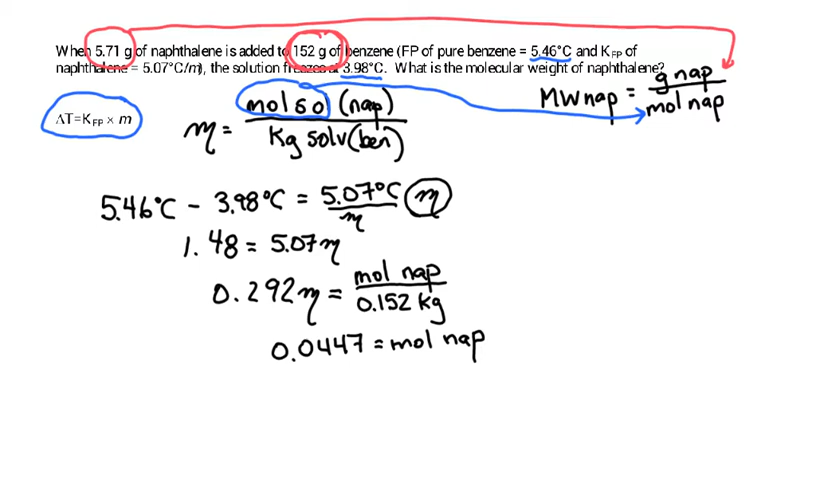 When 5.71 g of naphthalene is added to 152 g of benzene (FP of pure benzene = 5.46°C and KFP of
naphthalene = 5.07°C/m), the solution freezes at 3.98°C. What is the molecular weight of naphthalene?
ΔT=KFP × m
m = mol so (nap) / Kg solv (ben)
MW nap = g nap / mol nap
5.46°C - 3.98°C = 5.07°C/m (m)
1.48 = 5.07m
0.292m = mol nap / 0.152 kg
0.0447 = mol nap